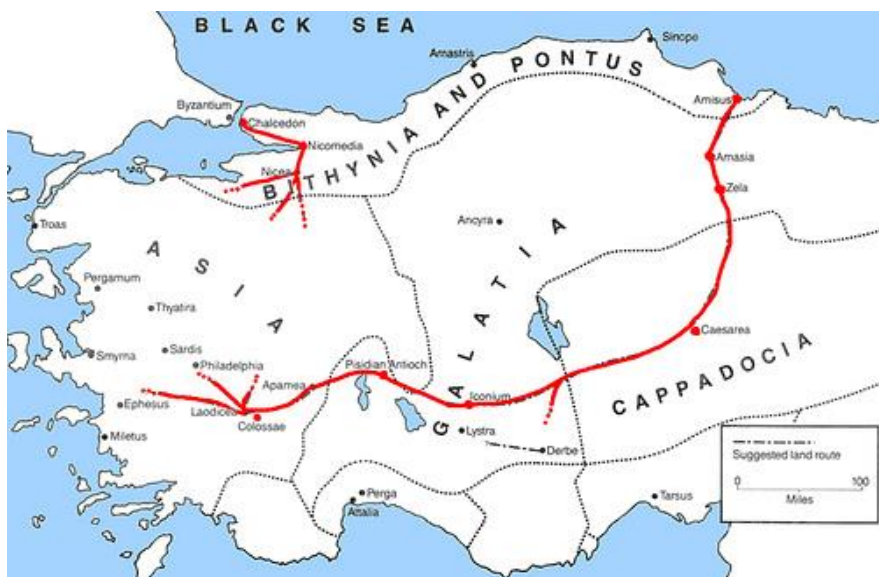 BLACK SEA
Sinope
Amastris
BITHYNIA AND PONTUS
Amisus
Byzantium
Chalcedon
Nicomedia
Amasia
Nicea
Zela
Troas
Ancyra
ASIA
GALATIA
Pergamum
Thyatira
Caesarea
Smyrna
Sardis
Philadelphia
Pisidian Antioch
CAPPADOCIA
Apamea
Ephesus
Laodicea
Iconium
Colossae
Lystra
Miletus
Derbe
Suggested land route
0 100
Miles
Perga
Attalia
Tarsus